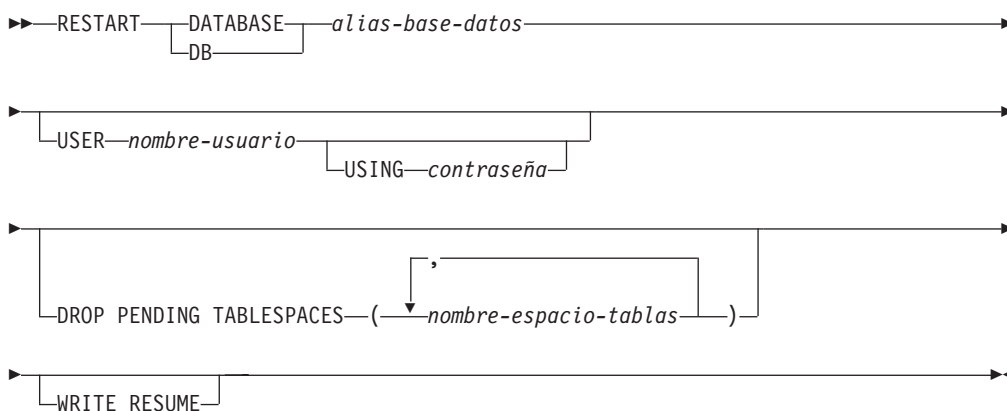 RESTART DATABASE alias-base-datos
DB
USER nombre-usuario
USING contraseña
,
DROP PENDING TABLESPACES ( nombre-espacio-tablas )
WRITE RESUME